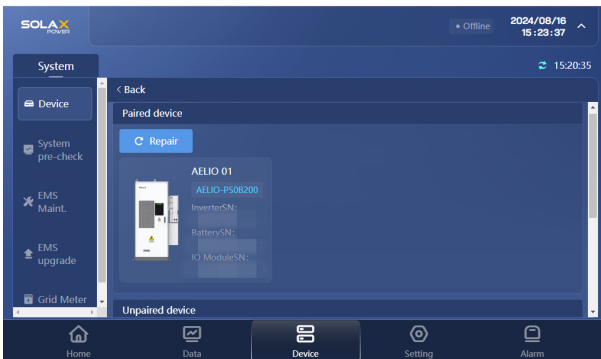 SOLAX
POWER
Offline
2024/08/16
15:23:37
System
15:20:35
Device
< Back
Paired device
Repair
System
pre-check
AELIO 01
AELIO-P50B200
InverterSN:
BatterySN:
IO ModuleSN:
EMS
Maint.
EMS
upgrade
Grid Meter
Unpaired device
Home
Data
Device
Setting
Alarm